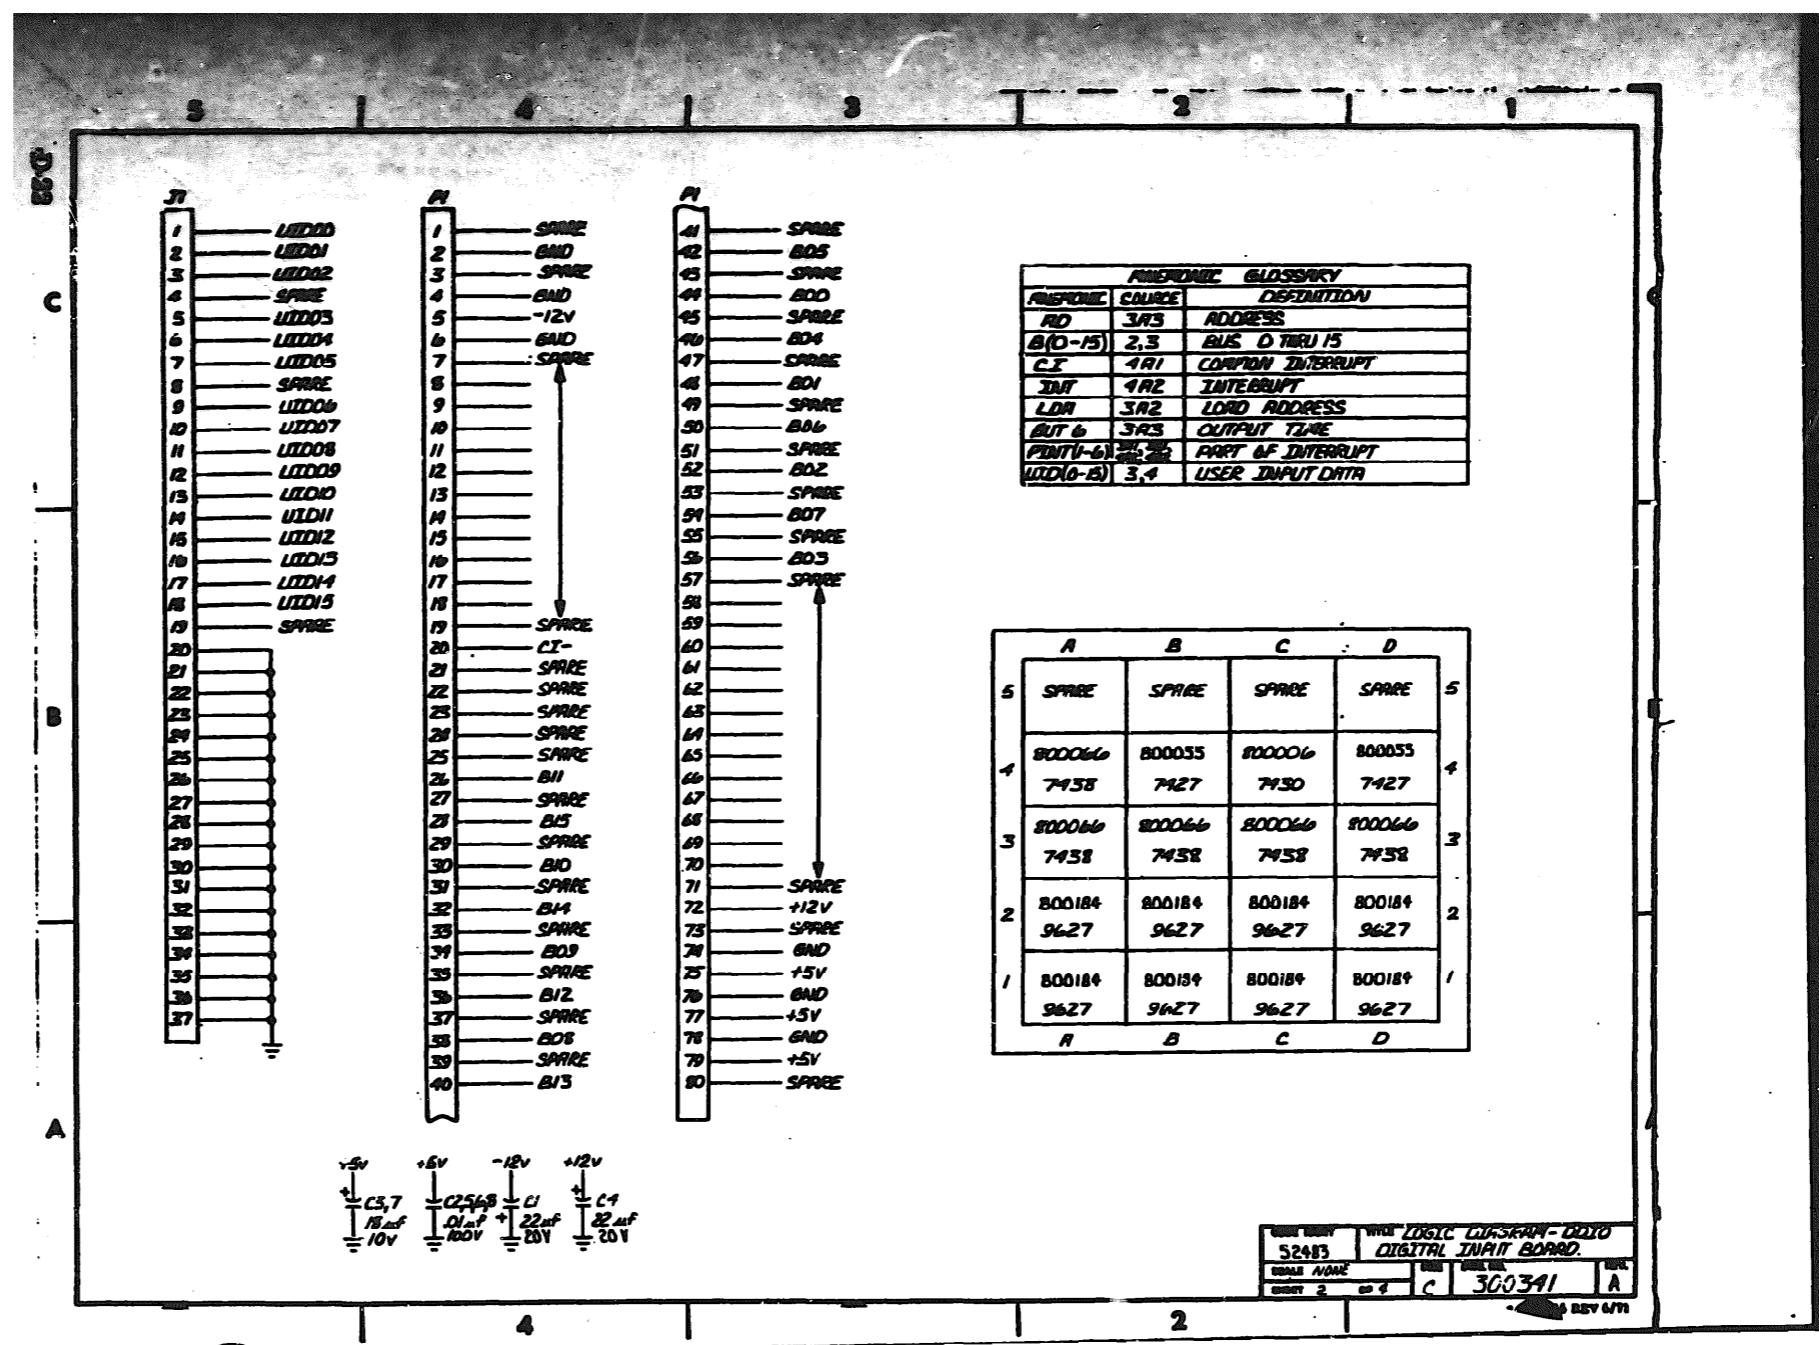 5 4 3 2 1
J1
1 UID00
2 UID01
3 UID02
4 SPARE
5 UID03
6 UID04
7 UID05
8 SPARE
9 UID06
10 UID07
11 UID08
12 UID09
13 UID10
14 UID11
15 UID12
16 UID13
17 UID14
18 UID15
19 SPARE
20
21
22
23
24
25
26
27
28
29
30
31
32
33
34
35
36
37
P1
1 SPARE
2 GND
3 SPARE
4 GND
5 -12V
6 GND
7 SPARE
8
9
10
11
12
13
14
15
16
17
18
19 SPARE
20 CI-
21 SPARE
22 SPARE
23 SPARE
24 SPARE
25 SPARE
26 B11
27 SPARE
28 B15
29 SPARE
30 B10
31 SPARE
32 B14
33 SPARE
34 B09
35 SPARE
36 B12
37 SPARE
38 B08
39 SPARE
40 B13
P1
41 SPARE
42 B05
43 SPARE
44 B00
45 SPARE
46 B04
47 SPARE
48 B01
49 SPARE
50 B06
51 SPARE
52 B02
53 SPARE
54 B07
55 SPARE
56 B03
57 SPARE
58
59
60
61
62
63
64
65
66
67
68
69
70
71 SPARE
72 +12V
73 SPARE
74 GND
75 +5V
76 GND
77 +5V
78 GND
79 +5V
80 SPARE
MNEMONIC GLOSSARY
MNEMONIC SOURCE DEFINITION
AD 3A3 ADDRESS
B(0-15) 2,3 BUS 0 THRU 15
CI 4A1 COMMON INTERRUPT
INT 4A2 INTERRUPT
LDA 3A2 LOAD ADDRESS
OUT 6 3A3 OUTPUT TIME
PINT(1-6) PART OF INTERRUPT
UID(0-15) 3,4 USER INPUT DATA
A B C D
5 SPARE SPARE SPARE SPARE 5
800066 800055 800006 800055
4 7438 7427 7430 7427 4
800066 800066 800066 800066
3 7438 7438 7438 7438 3
800184 800184 800184 800184
2 9627 9627 9627 9627 2
1 800184 800184 800184 800184 1
9627 9627 9627 9627
A B C D
+5V +5V -12V +12V
+ C3,7 C2,5,6,8 C1 + C4
18µf .01µf + 22µf 22µf
10V 100V 20V 20V
C
B
A
TITLE LOGIC DIAGRAM-DDIO
52483 DIGITAL INPUT BOARD.
SCALE NONE
SHEET 2 OF 4 C 300341 A
REV 6/71
4 2